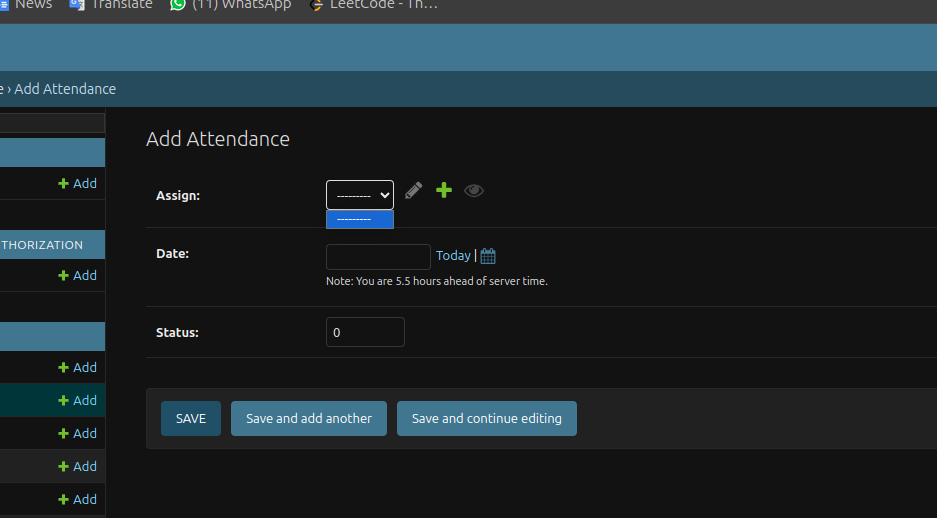 News Translate (11) WhatsApp LeetCode - Th...
› Add Attendance
Add Attendance
Add
Assign: ---------
---------
THORIZATION
Date: Today |
Add
Note: You are 5.5 hours ahead of server time.
Status: 0
Add
Add
SAVE Save and add another Save and continue editing
Add
Add
Add